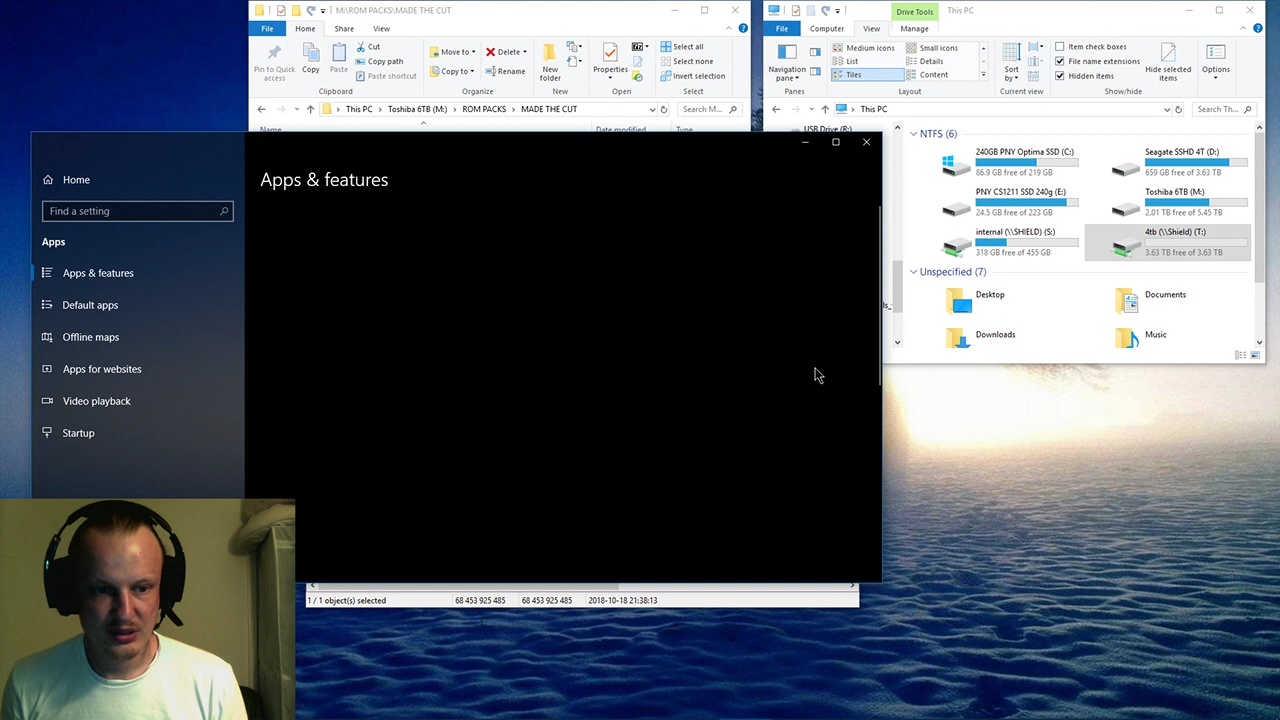 M:\ROM PACKS\MADE THE CUT
File Home Share View
Pin to Quick access
Copy
Paste
Cut
Copy path
Paste shortcut
Clipboard
Move to
Copy to
Delete
Rename
Organize
New folder
New
Properties
Open
Select all
Select none
Invert selection
Select
This PC Toshiba 6TB (M:) ROM PACKS MADE THE CUT
Search M...
Name Date modified Type
Drive Tools This PC
File Computer View Manage
Navigation pane
Panes
Medium icons Small icons
List Details
Tiles Content
Layout
Sort by
Current view
Item check boxes
File name extensions
Hidden items
Hide selected items
Show/hide
Options
This PC
Search Th...
USB Drive (R:)
NTFS (6)
240GB PNY Optima SSD (C:)
86.9 GB free of 219 GB
Seagate SSHD 4T (D:)
659 GB free of 3.63 TB
PNY CS1211 SSD 240g (E:)
24.5 GB free of 223 GB
Toshiba 6TB (M:)
2.01 TB free of 5.45 TB
internal (\\SHIELD) (S:)
318 GB free of 455 GB
4tb (\\Shield) (T:)
3.63 TB free of 3.63 TB
Unspecified (7)
Desktop
Documents
Downloads
Music
Home
Find a setting
Apps
Apps & features
Default apps
Offline maps
Apps for websites
Video playback
Startup
Apps & features
1 / 1 object(s) selected 68 453 925 485 68 453 925 485 2018-10-18 21:38:13